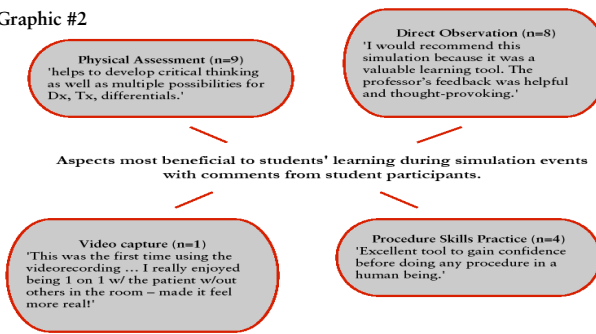 Graphic #2
Physical Assessment (n=9)
'helps to develop critical thinking
as well as multiple possibilities for
Dx, Tx, differentials.'
Direct Observation (n=8)
'I would recommend this
simulation because it was a
valuable learning tool. The
professor's feedback was helpful
and thought-provoking.'
Aspects most beneficial to students' learning during simulation events
with comments from student participants.
Video capture (n=1)
'This was the first time using the
videorecording ... I really enjoyed
being 1 on 1 w/ the patient w/out
others in the room – made it feel
more real!'
Procedure Skills Practice (n=4)
'Excellent tool to gain confidence
before doing any procedure in a
human being.'